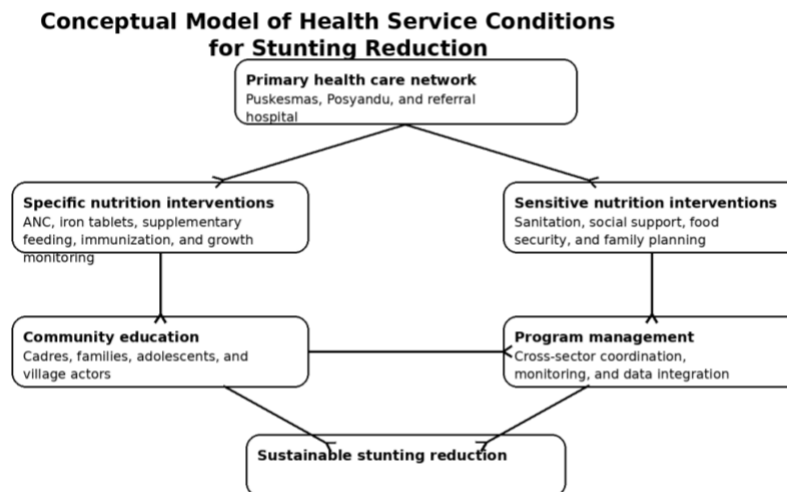 Conceptual Model of Health Service Conditions
for Stunting Reduction
Primary health care network
Puskesmas, Posyandu, and referral
hospital
Specific nutrition interventions
ANC, iron tablets, supplementary
feeding, immunization, and growth
monitoring
Sensitive nutrition interventions
Sanitation, social support, food
security, and family planning
Community education
Cadres, families, adolescents, and
village actors
Program management
Cross-sector coordination,
monitoring, and data integration
Sustainable stunting reduction